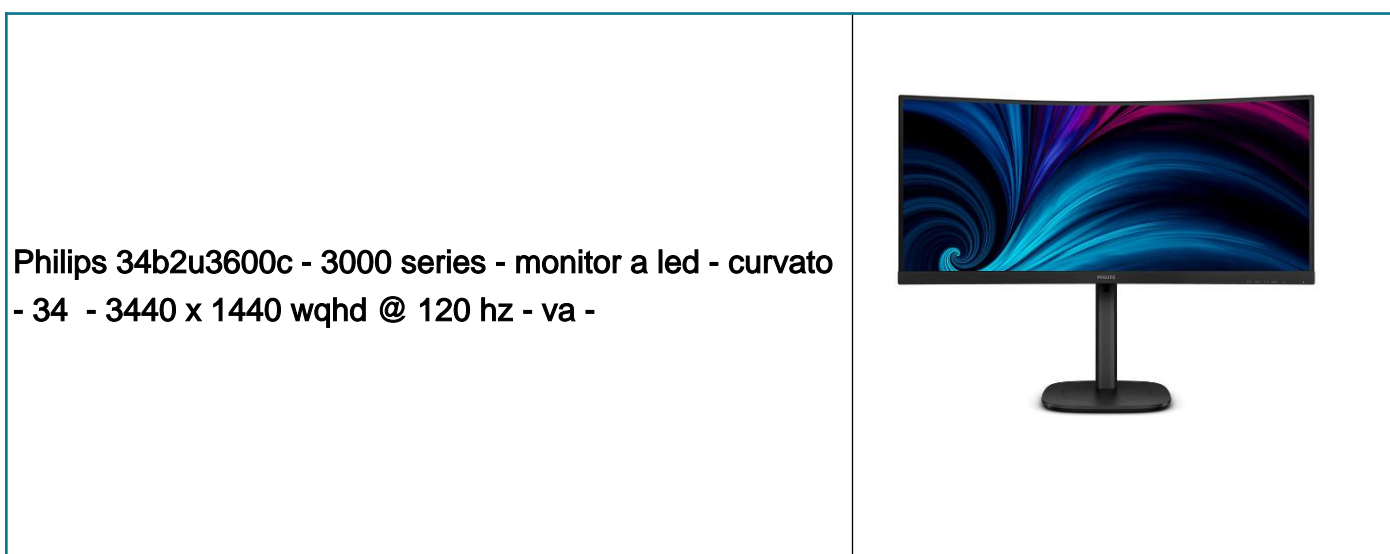 Philips 34b2u3600c - 3000 series - monitor a led - curvato
- 34  - 3440 x 1440 wqhd @ 120 hz - va -
PHILIPS